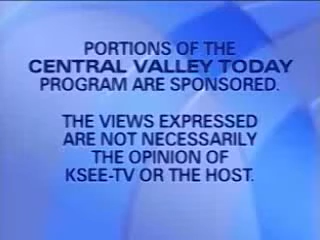 PORTIONS OF THE
CENTRAL VALLEY TODAY
PROGRAM ARE SPONSORED.
THE VIEWS EXPRESSED
ARE NOT NECESSARILY
THE OPINION OF
KSEE-TV OR THE HOST.